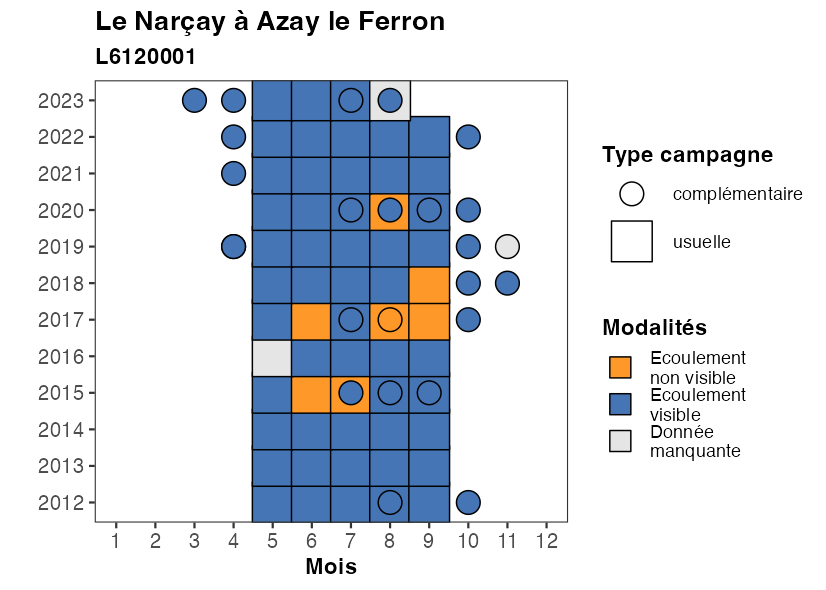 Le Narçay à Azay le Ferron
L6120001
2023
2022
2021
2020
2019
2018
2017
2016
2015
2014
2013
2012
1 2 3 4 5 6 7 8 9 10 11 12
Mois
Type campagne
complémentaire
usuelle
Modalités
Ecoulement
non visible
Ecoulement
visible
Donnée
manquante